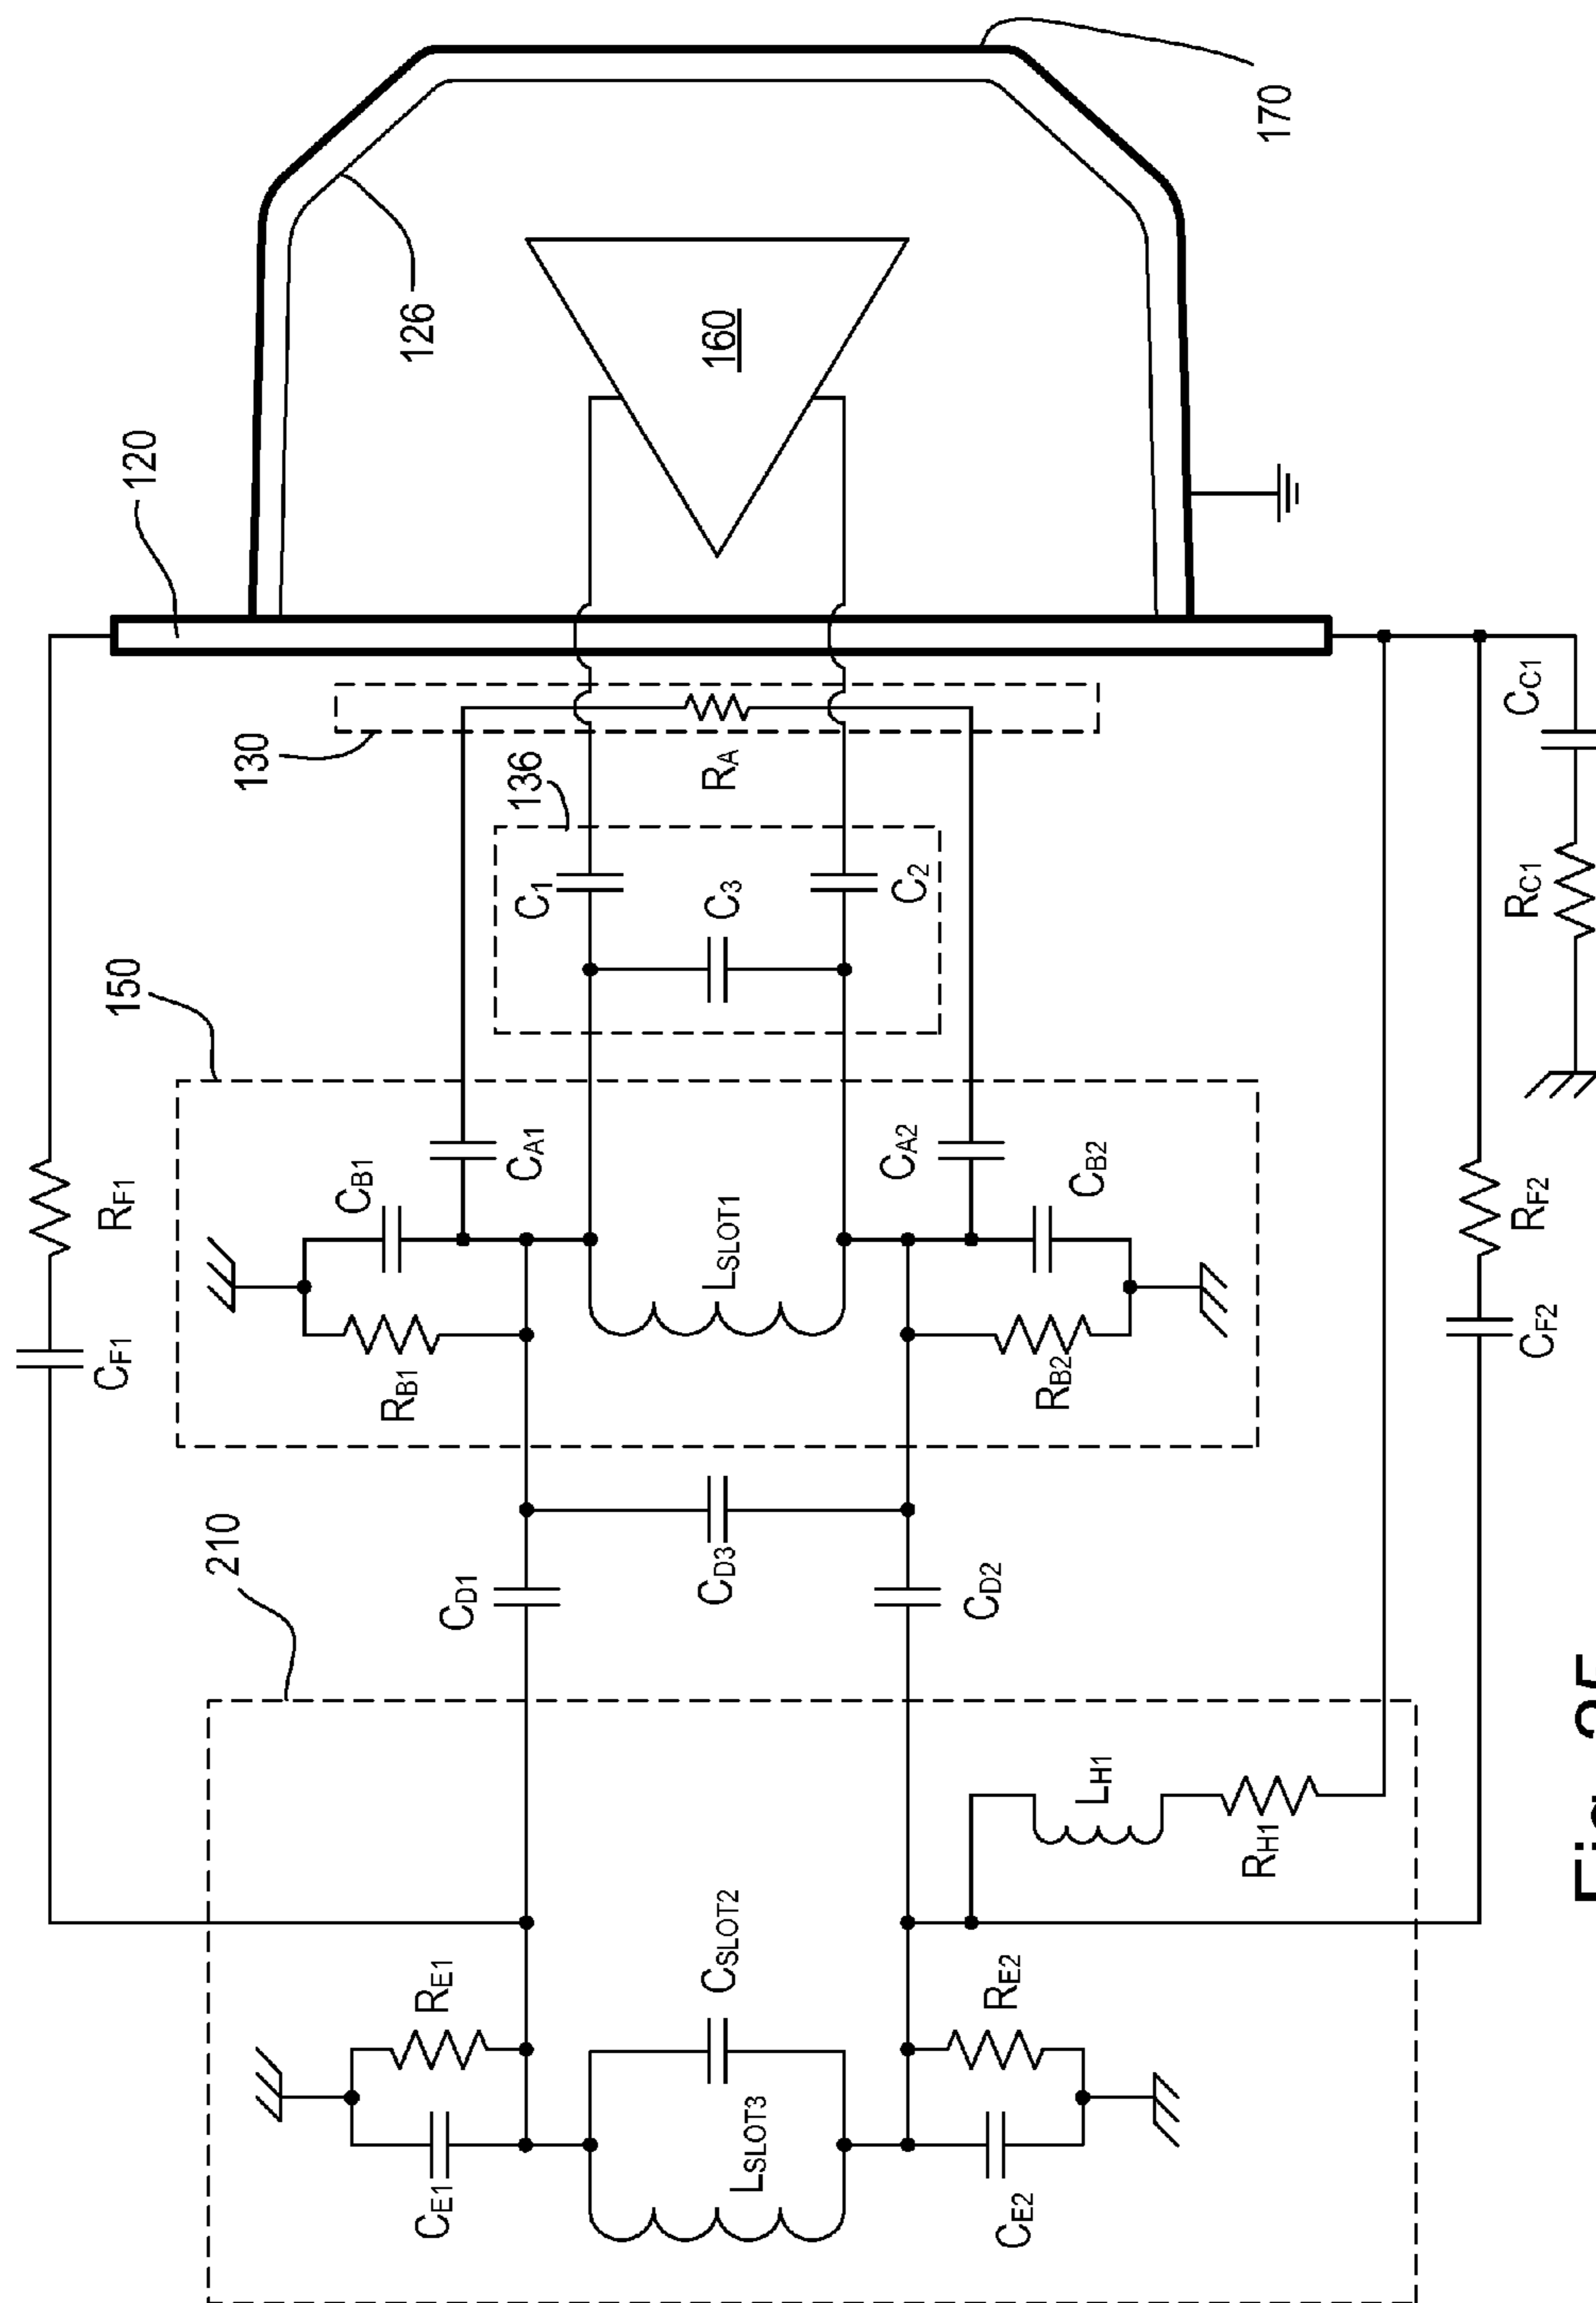 CF1
RF1
150
120
210
130
CB1
RB1
126
CE1
RE1
CD1
CA1
C1
136
LSLOT3
CSLOT2
CD3
LSLOT1
C3
RA
160
CA2
C2
CE2
RE2
CD2
RB2
CB2
LH1
RH1
170
CF2
RF2
RC1
CC1